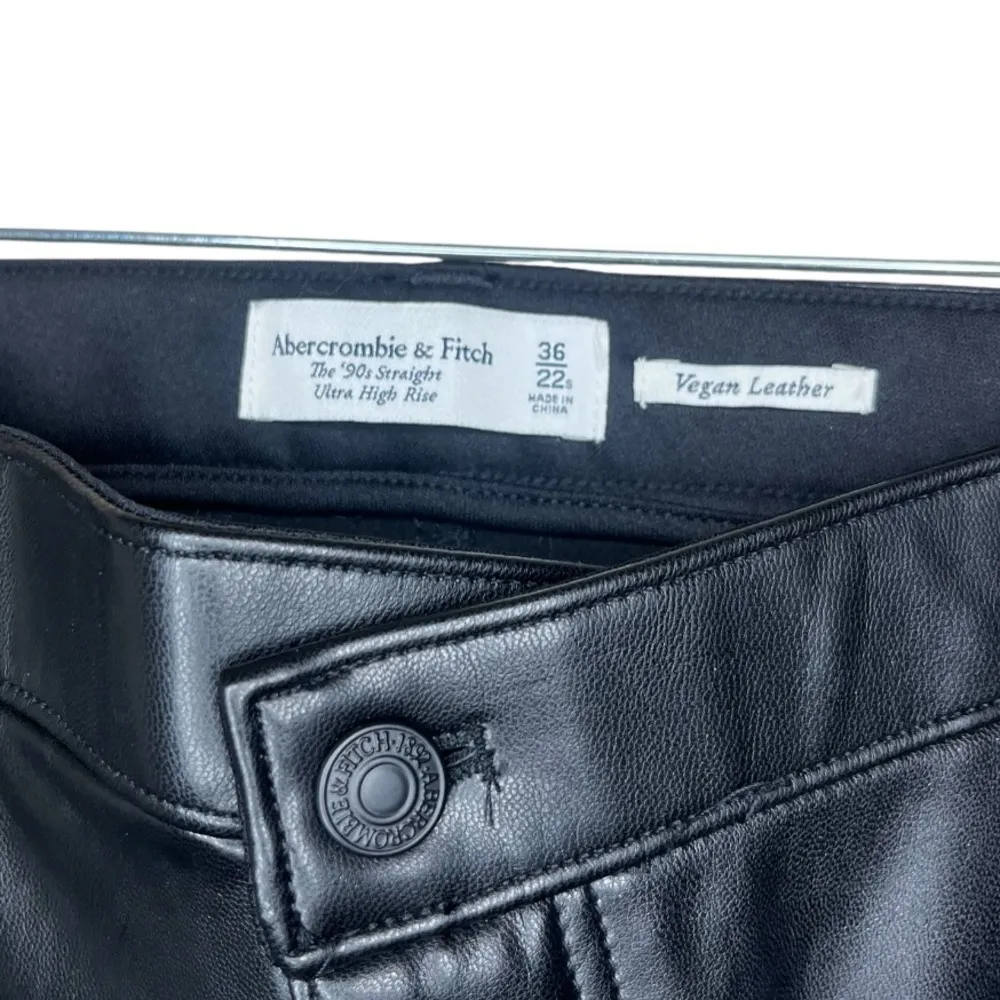 Abercrombie & Fitch
The '90s Straight
Ultra High Rise
36
22s
MADE IN
CHINA
Vegan Leather
ABERCROMBIE & FITCH · 1892 ·